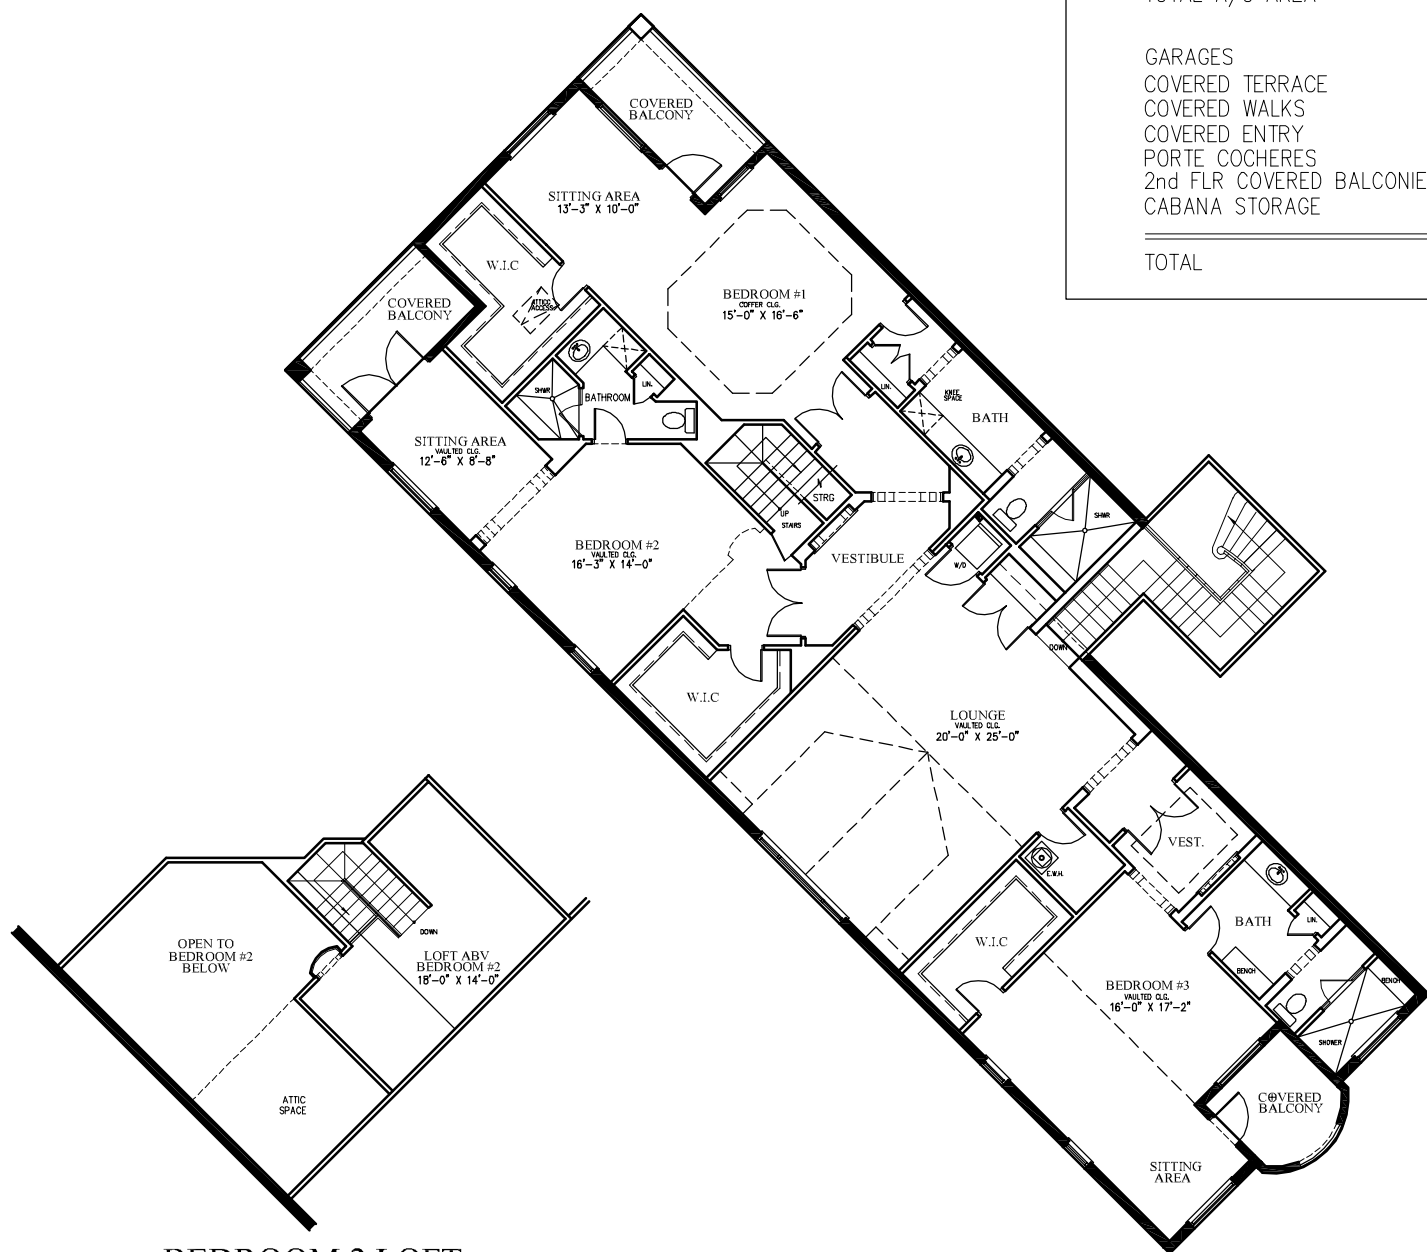 GARAGES
COVERED TERRACE
COVERED WALKS
COVERED ENTRY
PORTE COCHERES
2nd FLR COVERED BALCONIE
CABANA STORAGE
TOTAL
COVERED
BALCONY
SITTING AREA
13'-3" X 10'-0"
W.I.C
ATTIC
ACCESS
COVERED
BALCONY
BEDROOM #1
COFFER CLG.
15'-0" X 16'-6"
LIN.
KNEE
SPACE
BATH
SHWR
BATHROOM
LIN.
SITTING AREA
VAULTED CLG.
12'-6" X 8'-8"
STRG
UP
STAIRS
SHWR
BEDROOM #2
VAULTED CLG.
16'-3" X 14'-0"
VESTIBULE
W/D
DOWN
W.I.C
LOUNGE
VAULTED CLG.
20'-0" X 25'-0"
VEST.
E.W.H.
W.I.C
BATH
LIN.
BENCH
BENCH
BEDROOM #3
VAULTED CLG.
16'-0" X 17'-2"
SHOWER
COVERED
BALCONY
SITTING
AREA
OPEN TO
BEDROOM #2
BELOW
DOWN
LOFT ABV
BEDROOM #2
18'-0" X 14'-0"
ATTIC
SPACE
BEDROOM 2 LOFT